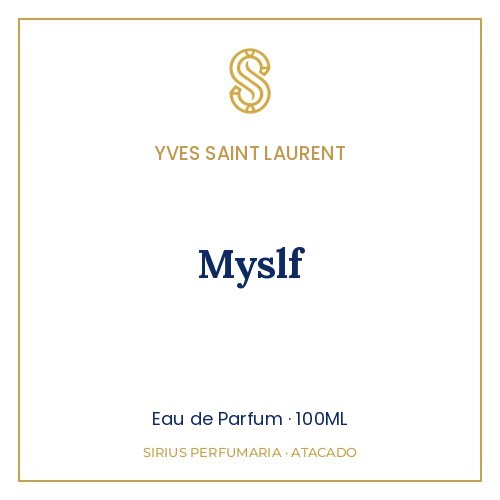 YVES SAINT LAURENT
Myslf
Eau de Parfum · 100ML
SIRIUS PERFUMARIA · ATACADO